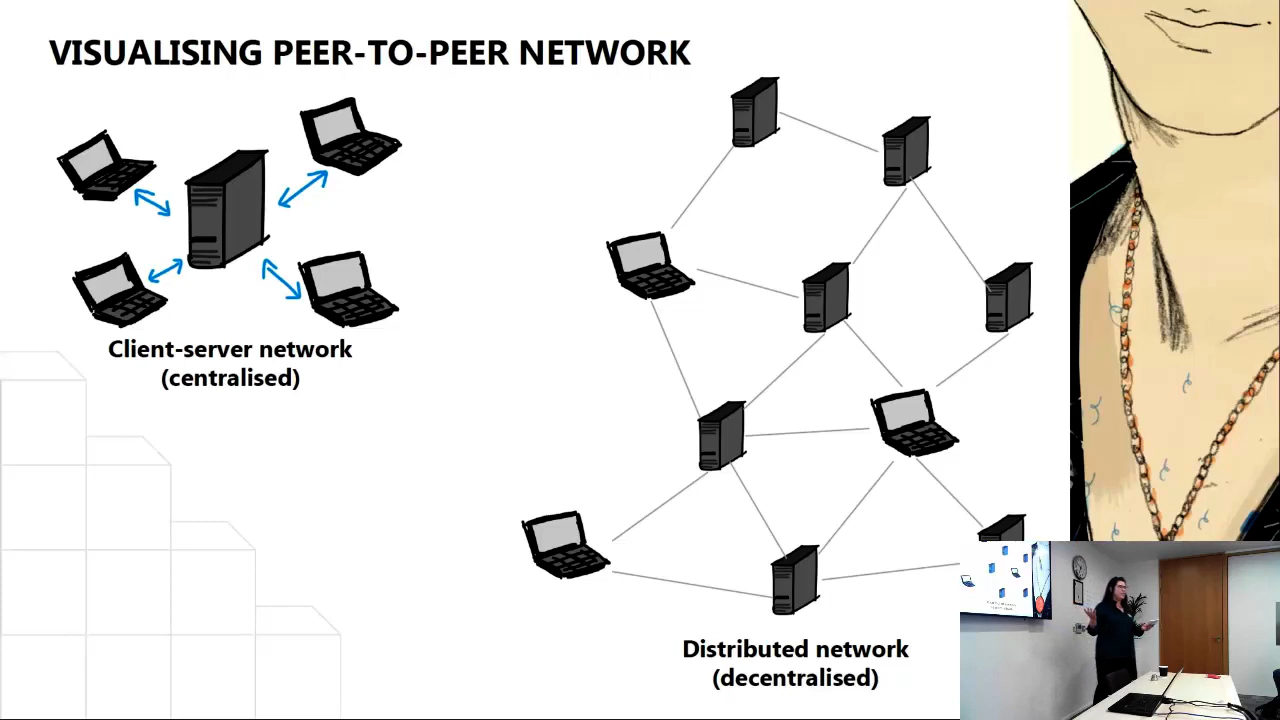 VISUALISING PEER-TO-PEER NETWORK
Client-server network
(centralised)
Distributed network
(decentralised)